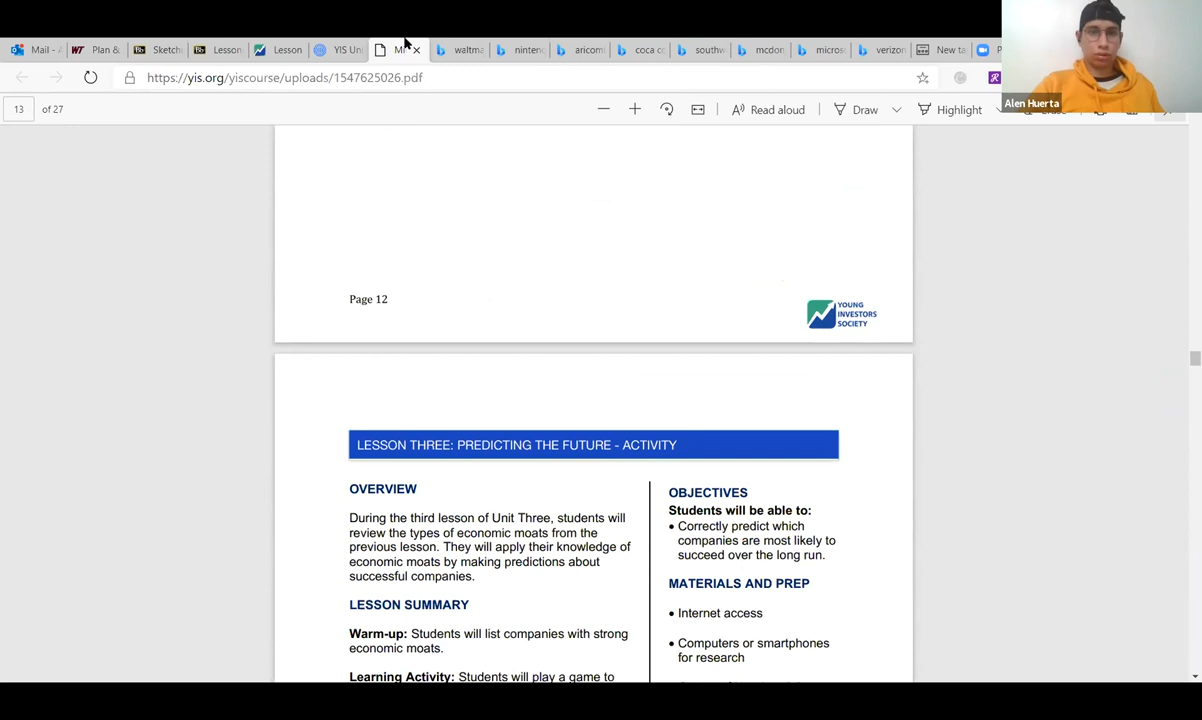 Mail - 
WT Plan &
Bb Sketch
Bb Lesson
Lesson
YIS Uni
waltma
ninten
aricom
coca c
southw
mcdon
micros
verizon
New ta
https://yis.org/yiscourse/uploads/1547625026.pdf
13 of 27
Read aloud
Draw
Highlight
Alen Huerta
Page 12
YOUNG
INVESTORS
SOCIETY
LESSON THREE: PREDICTING THE FUTURE - ACTIVITY
OVERVIEW
During the third lesson of Unit Three, students will
review the types of economic moats from the
previous lesson. They will apply their knowledge of
economic moats by making predictions about
successful companies.
LESSON SUMMARY
Warm-up: Students will list companies with strong
economic moats.
Learning Activity: Students will play a game to
OBJECTIVES
Students will be able to:
• Correctly predict which
companies are most likely to
succeed over the long run.
MATERIALS AND PREP
• Internet access
• Computers or smartphones
for research